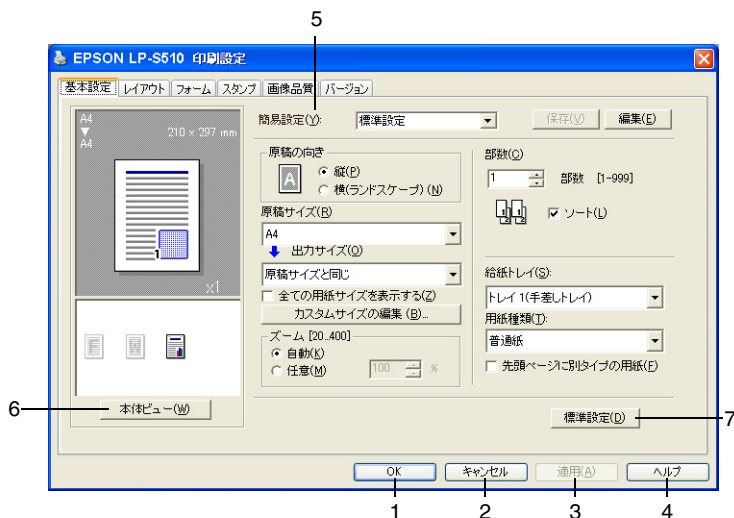 5
EPSON LP-S510 印刷設定
基本設定 レイアウト フォーム スタンプ 画像品質 バージョン
A4
210 x 297 mm
A4
1
x1
本体ビュー(W)
6
簡易設定(Y): 標準設定 保存(V) 編集(E)
原稿の向き
A
縦(P)
横(ランドスケープ)(N)
原稿サイズ(R)
A4
出力サイズ(O)
原稿サイズと同じ
全ての用紙サイズを表示する(Z)
カスタムサイズの編集 (B)...
ズーム [20..400]
自動(K)
任意(M) 100 %
部数(C)
1 部数 [1-999]
ソート(L)
給紙トレイ(S):
トレイ 1(手差しトレイ)
用紙種類(T):
普通紙
先頭ページに別タイプの用紙(F)
標準設定(D)
7
OK キャンセル 適用(A) ヘルプ
1 2 3 4